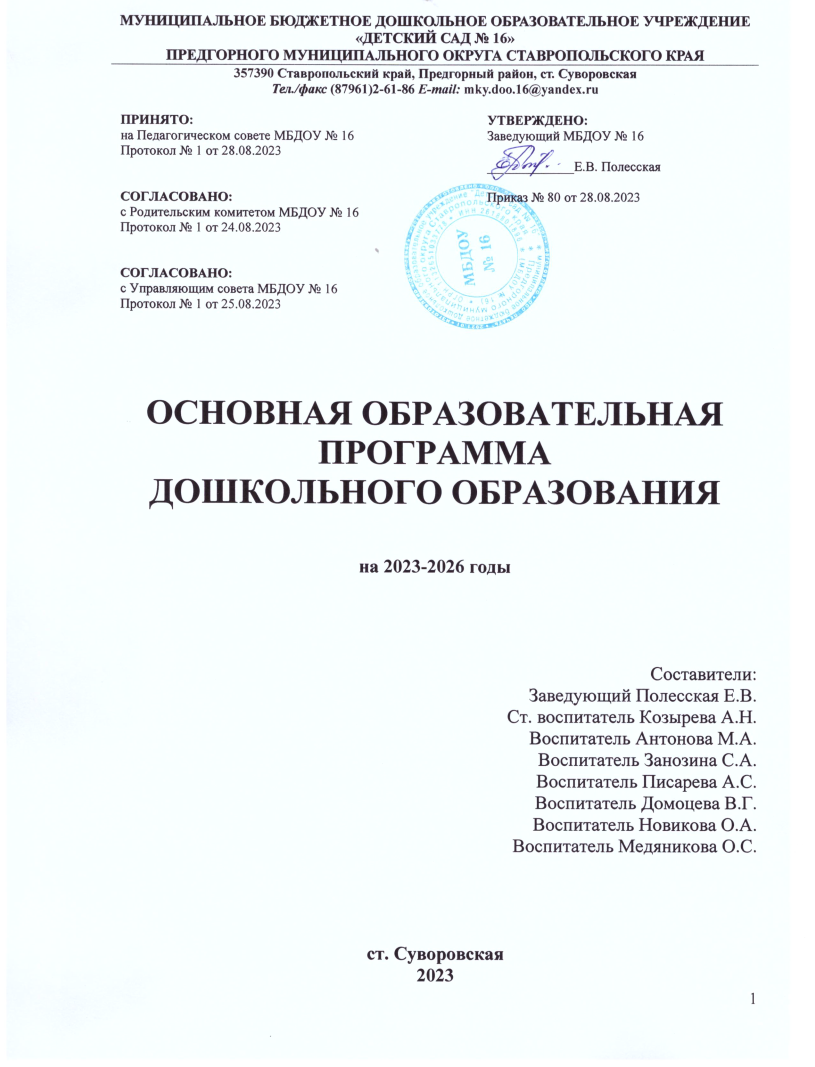 МУНИЦИПАЛЬНОЕ БЮДЖЕТНОЕ ДОШКОЛЬНОЕ ОБРАЗОВАТЕЛЬНОЕ УЧРЕЖДЕНИЕ
«ДЕТСКИЙ САД № 16»
ПРЕДГОРНОГО МУНИЦИПАЛЬНОГО ОКРУГА СТАВРОПОЛЬСКОГО КРАЯ
357390 Ставропольский край, Предгорный район, ст. Суворовская
Тел./факс (87961)2-61-86 E-mail: mky.doo.16@yandex.ru
ПРИНЯТО:
на Педагогическом совете МБДОУ № 16
Протокол № 1 от 28.08.2023
УТВЕРЖДЕНО:
Заведующий МБДОУ № 16
Е.В. Полесская
Приказ № 80 от 28.08.2023
СОГЛАСОВАНО:
с Родительским комитетом МБДОУ № 16
Протокол № 1 от 24.08.2023
СОГЛАСОВАНО:
с Управляющим совета МБДОУ № 16
Протокол № 1 от 25.08.2023
МБДОУ
№ 16
ОСНОВНАЯ ОБРАЗОВАТЕЛЬНАЯ
ПРОГРАММА
ДОШКОЛЬНОГО ОБРАЗОВАНИЯ
на 2023-2026 годы
Составители:
Заведующий Полесская Е.В.
Ст. воспитатель Козырева А.Н.
Воспитатель Антонова М.А.
Воспитатель Занозина С.А.
Воспитатель Писарева А.С.
Воспитатель Домоцева В.Г.
Воспитатель Новикова О.А.
Воспитатель Медяникова О.С.
ст. Суворовская
2023
1